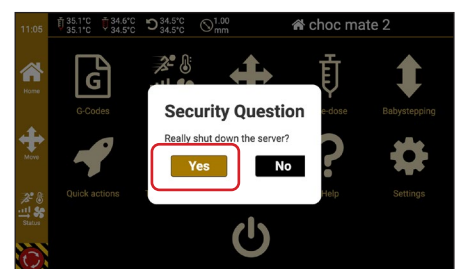 11:05
35.1°C
35.1°C
34.6°C
34.5°C
34.5°C
34.5°C
1.00
mm
choc mate 2
Home
G
Security Question
Really shut down the server?
Yes
No
G-Codes
e-dose
Babystepping
Move
Quick actions
Help
Settings
Status